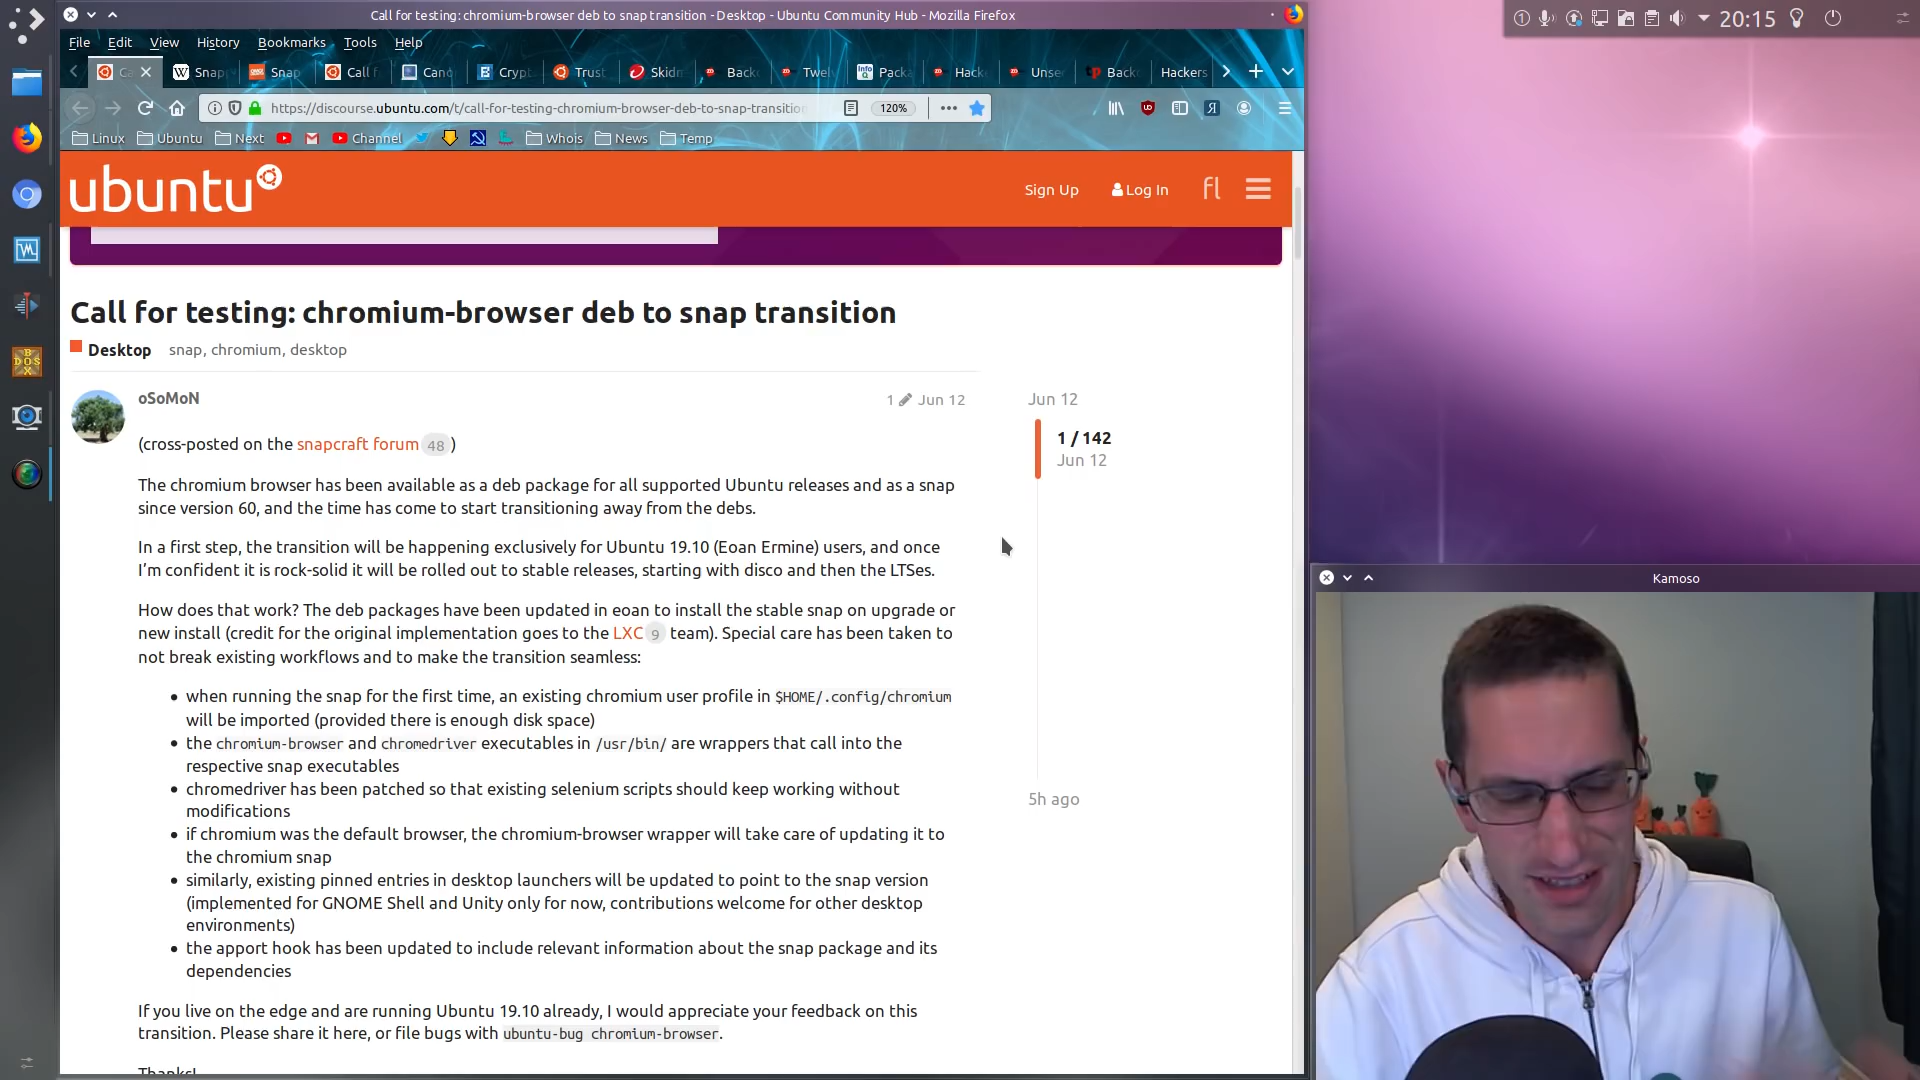 Call for testing: chromium-browser deb to snap transition - Desktop - Ubuntu Community Hub - Mozilla Firefox
20:15
File Edit View History Bookmarks Tools Help
Ca Snap Snap Call f Cano Crypt Trust Skidm Backd Twel Packa Hack Unse Backd Hackers
https://discourse.ubuntu.com/t/call-for-testing-chromium-browser-deb-to-snap-transition
120%
Linux Ubuntu Next Channel Whois News Temp
ubuntu
Sign Up Log In
Call for testing: chromium-browser deb to snap transition
Desktop snap, chromium, desktop
oSoMoN
1 Jun 12
Jun 12
1 / 142
Jun 12
5h ago
(cross-posted on the snapcraft forum 48 )
The chromium browser has been available as a deb package for all supported Ubuntu releases and as a snap
since version 60, and the time has come to start transitioning away from the debs.
In a first step, the transition will be happening exclusively for Ubuntu 19.10 (Eoan Ermine) users, and once
I'm confident it is rock-solid it will be rolled out to stable releases, starting with disco and then the LTSes.
How does that work? The deb packages have been updated in eoan to install the stable snap on upgrade or
new install (credit for the original implementation goes to the LXC 9 team). Special care has been taken to
not break existing workflows and to make the transition seamless:
• when running the snap for the first time, an existing chromium user profile in $HOME/.config/chromium
will be imported (provided there is enough disk space)
• the chromium-browser and chromedriver executables in /usr/bin/ are wrappers that call into the
respective snap executables
• chromedriver has been patched so that existing selenium scripts should keep working without
modifications
• if chromium was the default browser, the chromium-browser wrapper will take care of updating it to
the chromium snap
• similarly, existing pinned entries in desktop launchers will be updated to point to the snap version
(implemented for GNOME Shell and Unity only for now, contributions welcome for other desktop
environments)
• the apport hook has been updated to include relevant information about the snap package and its
dependencies
If you live on the edge and are running Ubuntu 19.10 already, I would appreciate your feedback on this
transition. Please share it here, or file bugs with ubuntu-bug chromium-browser.
Thanks!
Kamoso